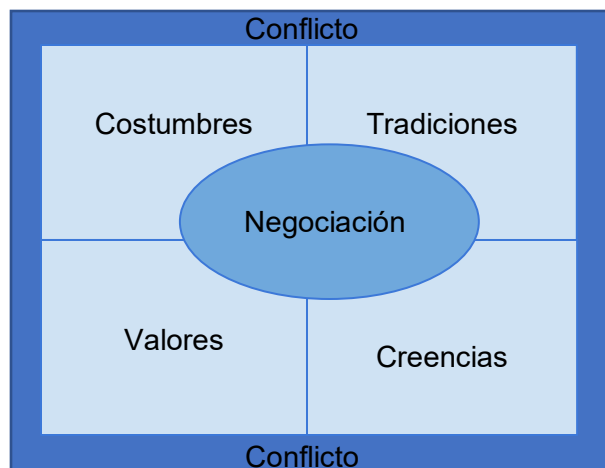 Conflicto
Costumbres
Tradiciones
Negociación
Valores
Creencias
Conflicto